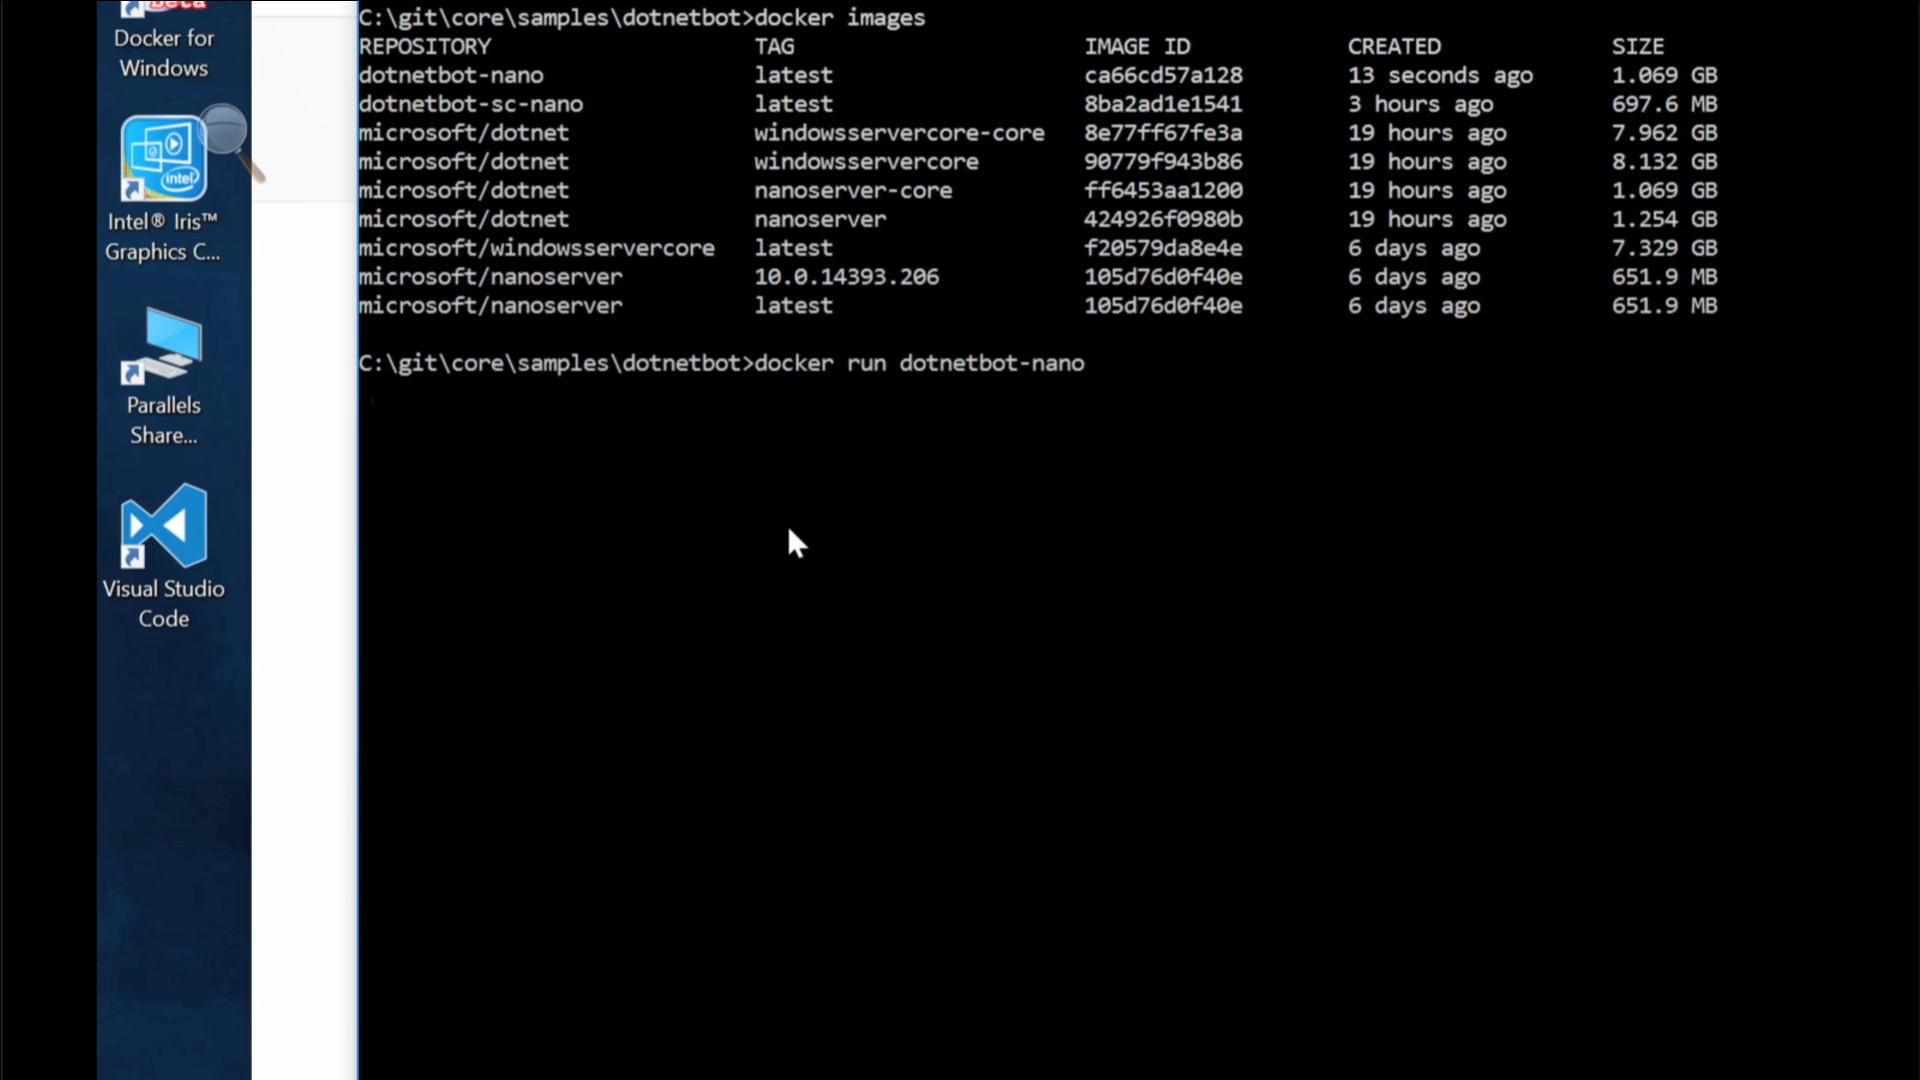 Beta
Docker for
Windows
intel
Intel® Iris™
Graphics C...
Parallels
Share...
Visual Studio
Code
C:\git\core\samples\dotnetbot>docker images
REPOSITORY TAG IMAGE ID CREATED SIZE
dotnetbot-nano latest ca66cd57a128 13 seconds ago 1.069 GB
dotnetbot-sc-nano latest 8ba2ad1e1541 3 hours ago 697.6 MB
microsoft/dotnet windowsservercore-core 8e77ff67fe3a 19 hours ago 7.962 GB
microsoft/dotnet windowsservercore 90779f943b86 19 hours ago 8.132 GB
microsoft/dotnet nanoserver-core ff6453aa1200 19 hours ago 1.069 GB
microsoft/dotnet nanoserver 424926f0980b 19 hours ago 1.254 GB
microsoft/windowsservercore latest f20579da8e4e 6 days ago 7.329 GB
microsoft/nanoserver 10.0.14393.206 105d76d0f40e 6 days ago 651.9 MB
microsoft/nanoserver latest 105d76d0f40e 6 days ago 651.9 MB
C:\git\core\samples\dotnetbot>docker run dotnetbot-nano